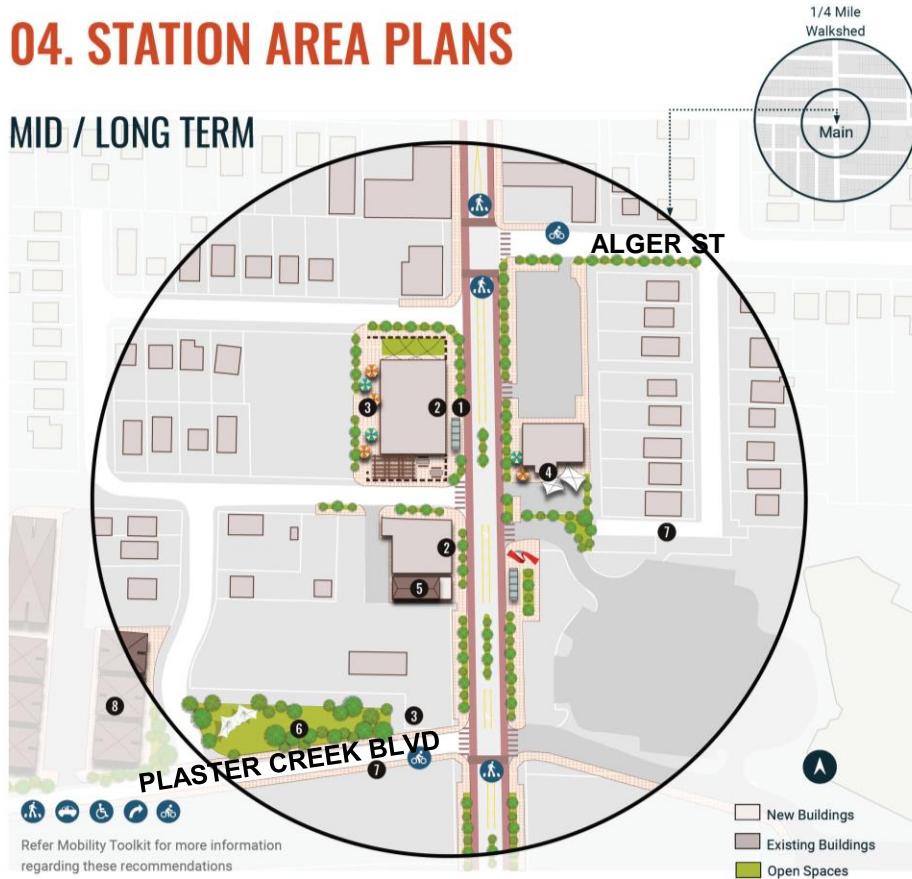 04. STATION AREA PLANS
1/4 Mile
Walkshed
Main
MID / LONG TERM
ALGER ST
3
2
1
4
2
7
5
8
6
3
PLASTER CREEK BLVD
7
Refer Mobility Toolkit for more information
regarding these recommendations
New Buildings
Existing Buildings
Open Spaces